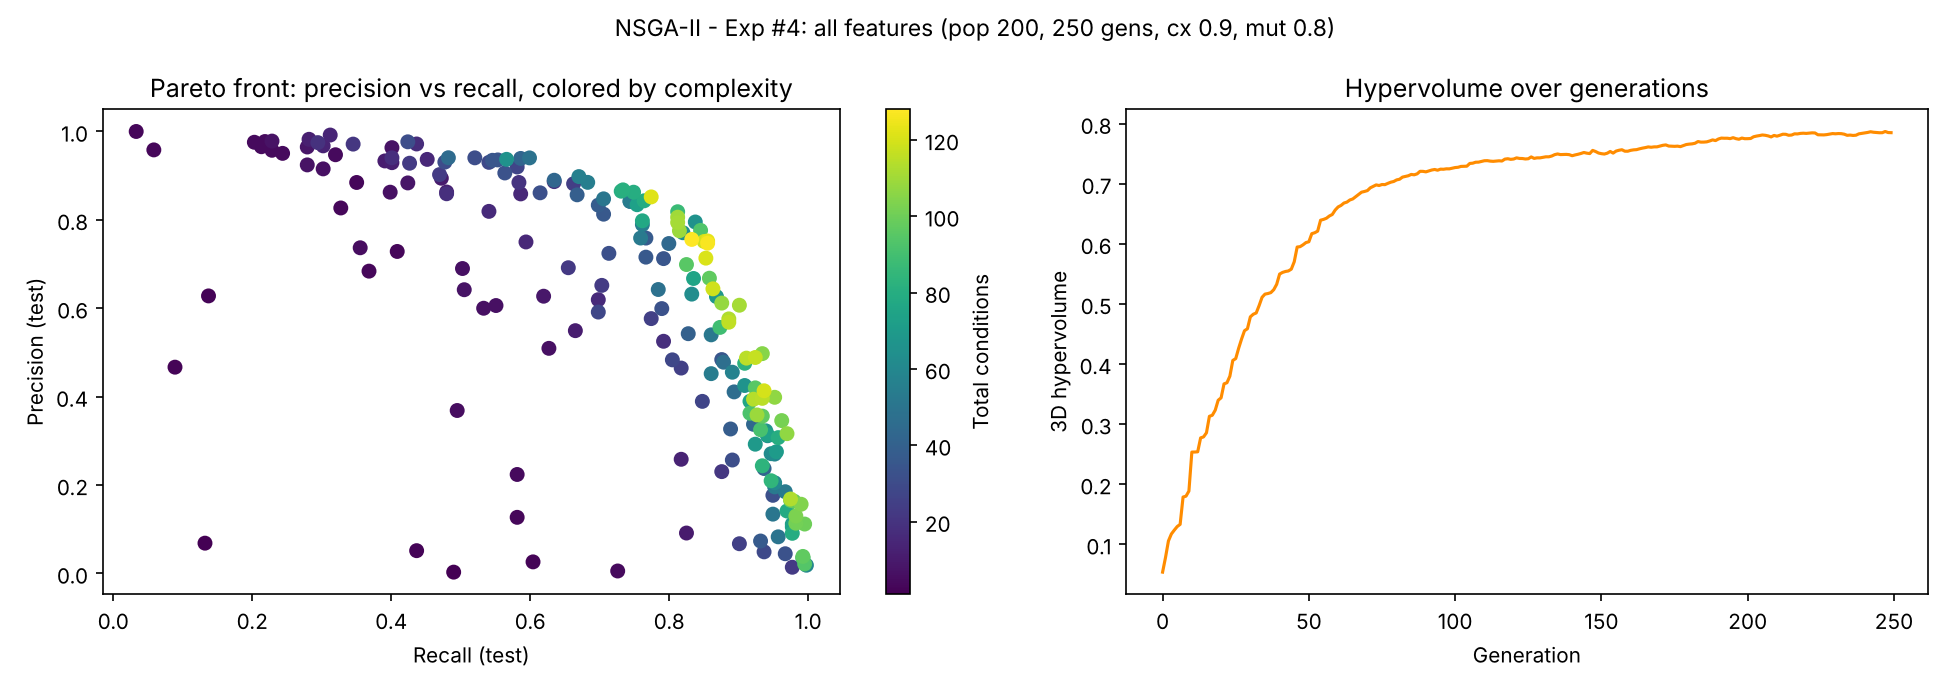 NSGA-II - Exp #4: all features (pop 200, 250 gens, cx 0.9, mut 0.8)
Pareto front: precision vs recall, colored by complexity
Precision (test)
1.0
0.8
0.6
0.4
0.2
0.0
0.0 0.2 0.4 0.6 0.8 1.0
Recall (test)
120
100
80
60
40
20
Total conditions
Hypervolume over generations
3D hypervolume
0.8
0.7
0.6
0.5
0.4
0.3
0.2
0.1
0 50 100 150 200 250
Generation